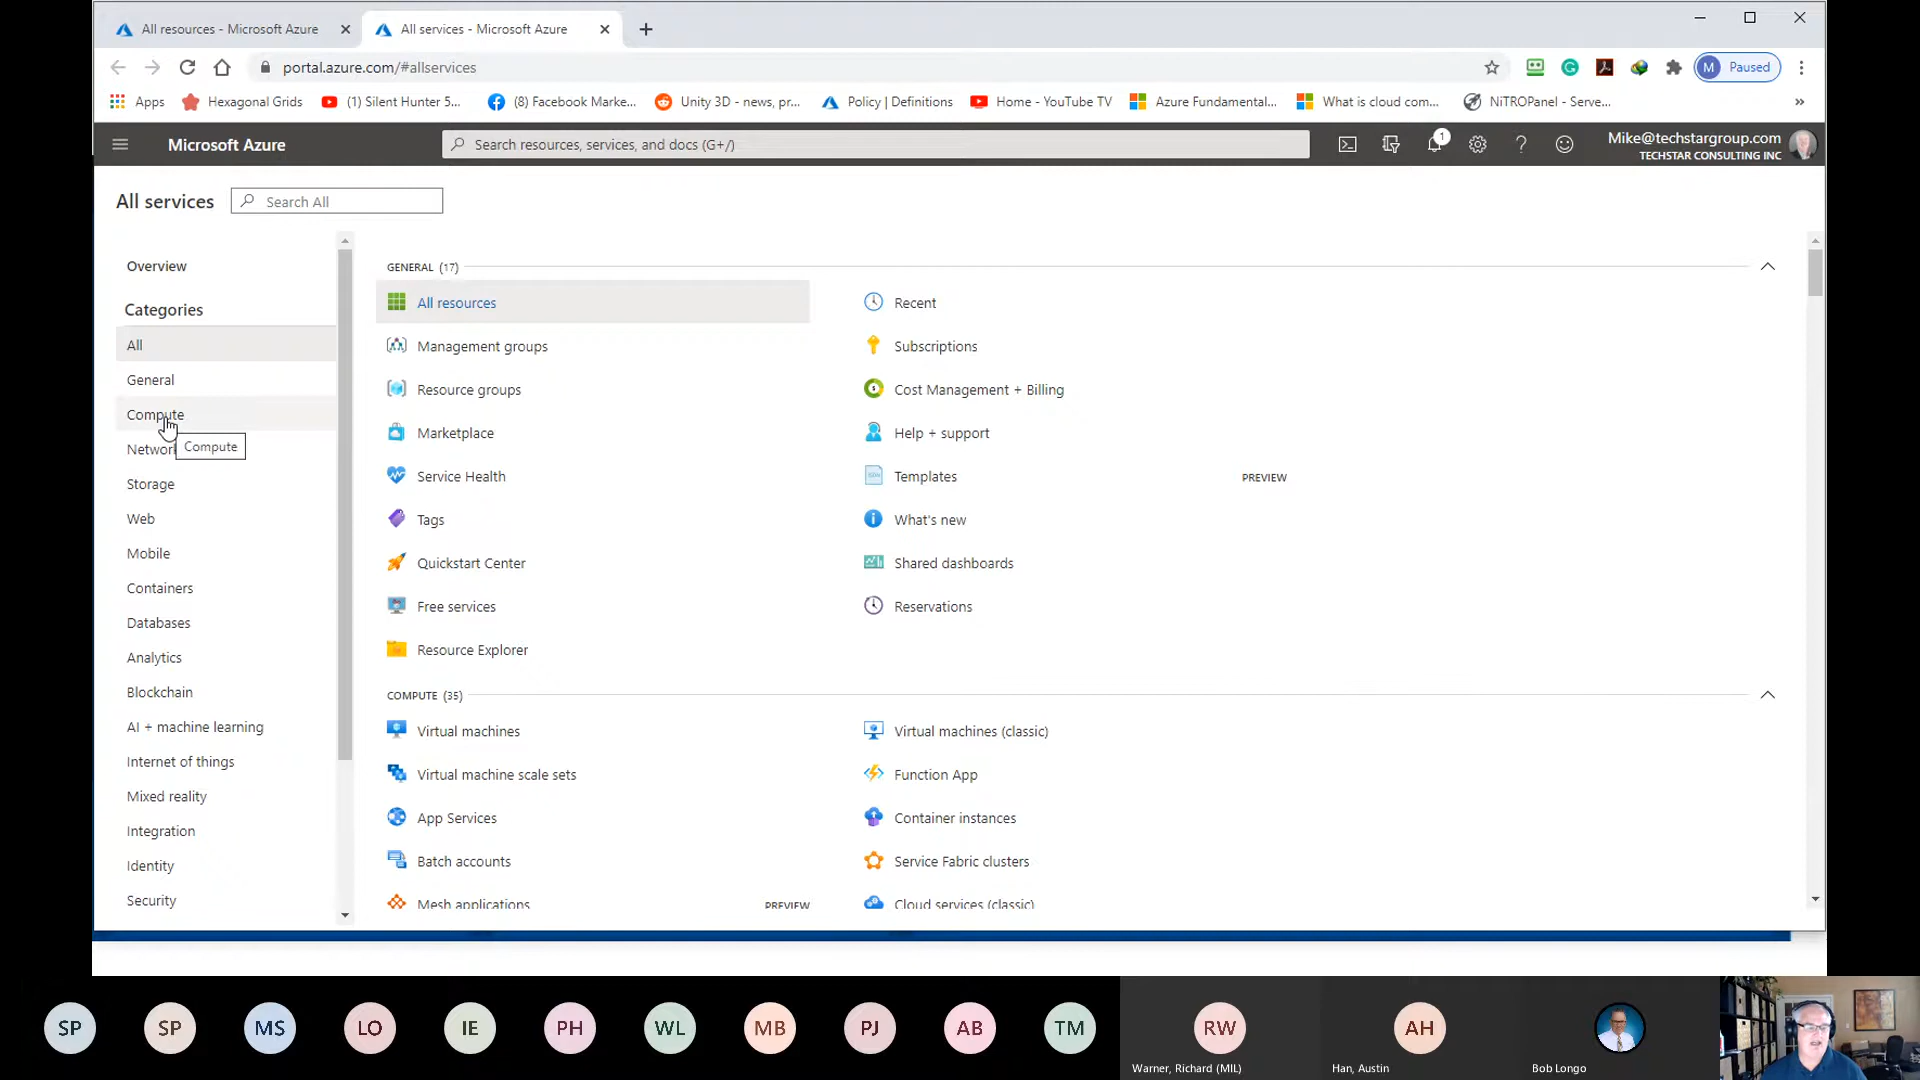 All resources - Microsoft Azure
All services - Microsoft Azure
portal.azure.com/#allservices
M Paused
Apps
Hexagonal Grids
(1) Silent Hunter 5...
(8) Facebook Marke...
Unity 3D - news, pr...
Policy | Definitions
Home - YouTube TV
Azure Fundamental...
What is cloud com...
NiTROPanel - Serve...
»
Microsoft Azure
Search resources, services, and docs (G+/)
1
Mike@techstargroup.com
TECHSTAR CONSULTING INC
All services
Search All
Overview
Categories
All
General
Compute
Compute
Network
Storage
Web
Mobile
Containers
Databases
Analytics
Blockchain
AI + machine learning
Internet of things
Mixed reality
Integration
Identity
Security
GENERAL (17)
All resources
Recent
Management groups
Subscriptions
Resource groups
Cost Management + Billing
Marketplace
Help + support
Service Health
Templates
PREVIEW
Tags
What's new
Quickstart Center
Shared dashboards
Free services
Reservations
Resource Explorer
COMPUTE (35)
Virtual machines
Virtual machines (classic)
Virtual machine scale sets
Function App
App Services
Container instances
Batch accounts
Service Fabric clusters
Mesh applications
PREVIEW
Cloud services (classic)
SP
SP
MS
LO
IE
PH
WL
MB
PJ
AB
TM
RW
Warner, Richard (MIL)
AH
Han, Austin
Bob Longo